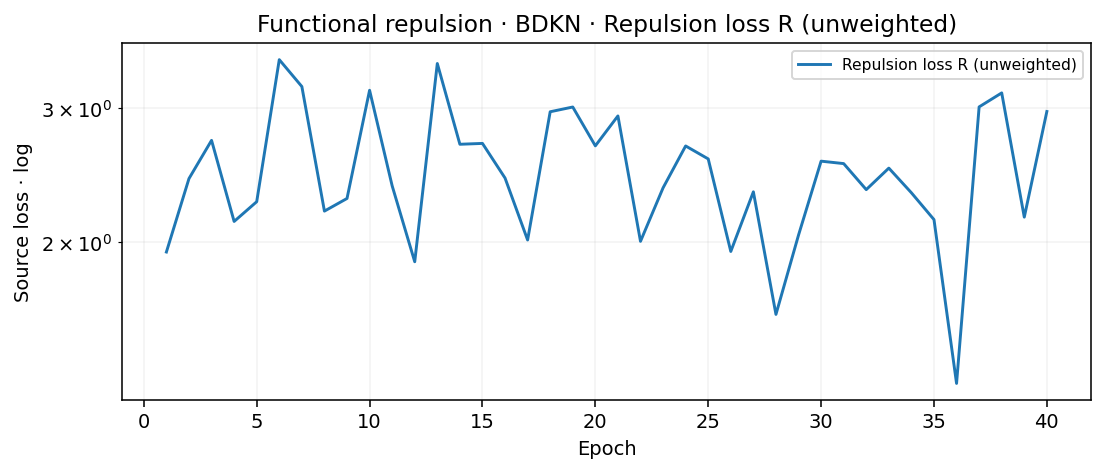 Functional repulsion · BDKN · Repulsion loss R (unweighted)
Repulsion loss R (unweighted)
Source loss · log
3 × 10⁰
2 × 10⁰
0 5 10 15 20 25 30 35 40
Epoch